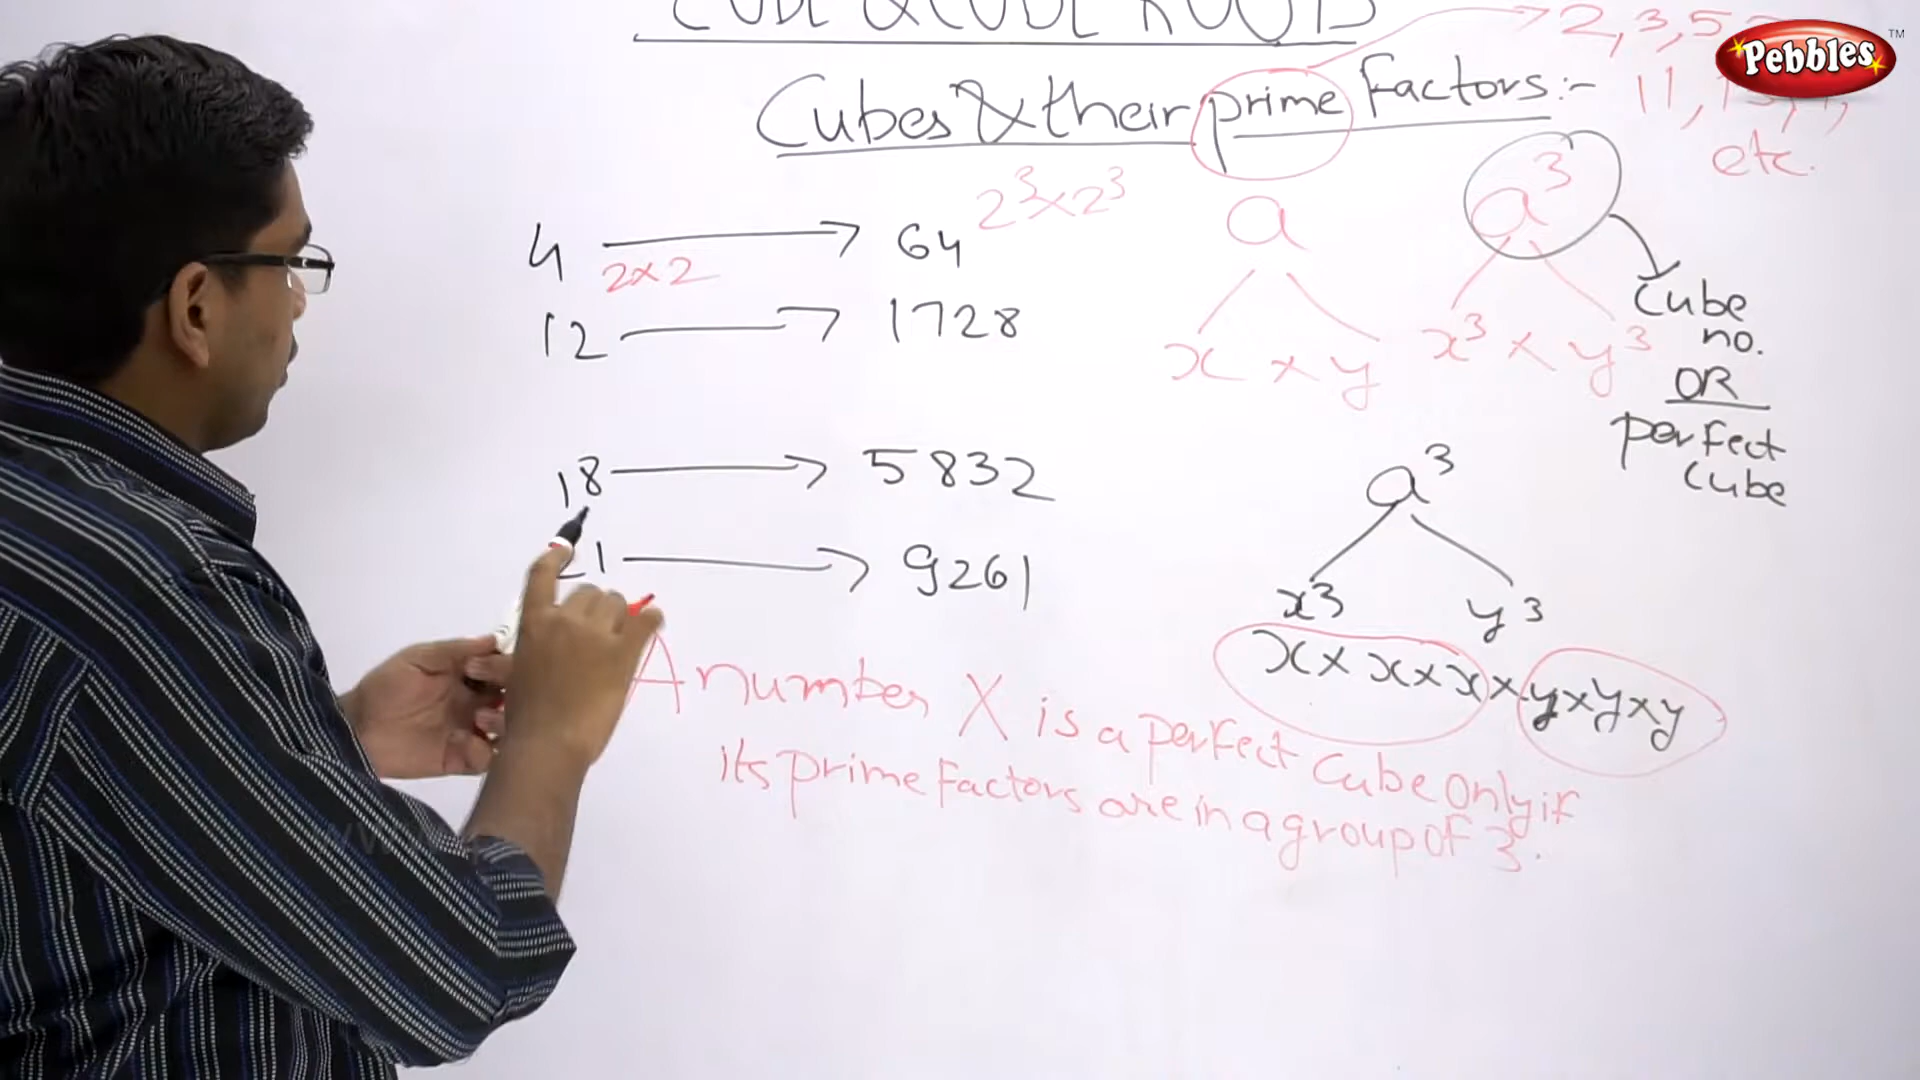 CUBE & CUBE ROOTS
Cubes & their prime Factors:-
2, 3, 5,
11, 13,
etc.
Pebbles
TM
4 → 64
2×2
2³×2³
12 → 1728
18 → 5832
21 → 9261
a
x × y
a³
x³ × y³
Cube
no.
OR
perfect
Cube
a³
x³ y³
x × x × x × y × y × y
A number X is a perfect Cube only if
its prime Factors are in a group of 3.